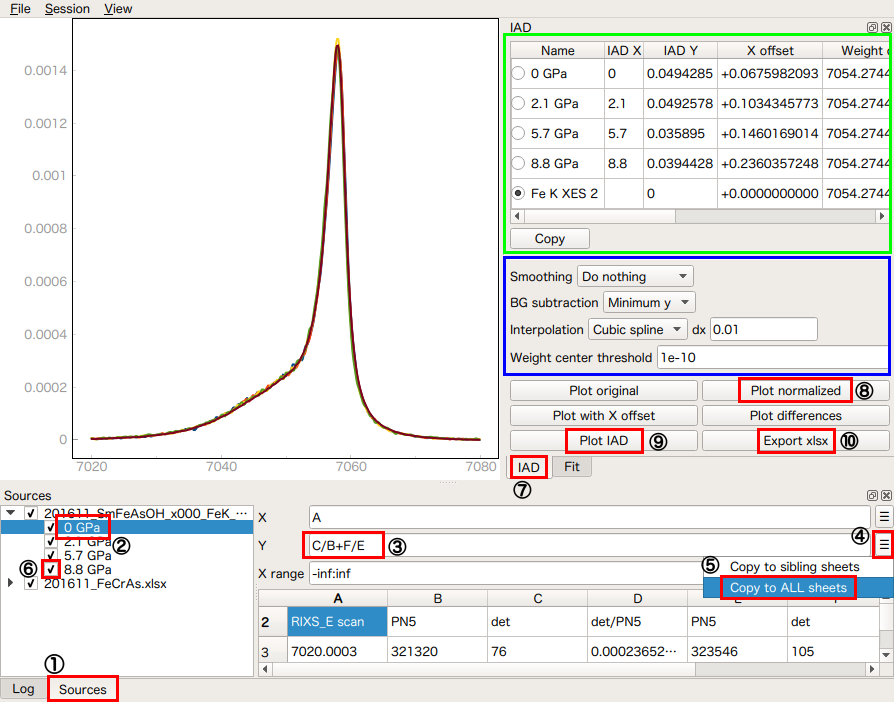 File Session View
0.0014
0.0012
0.001
0.0008
0.0006
0.0004
0.0002
0
7020 7040 7060 7080
IAD
Name IAD X IAD Y X offset Weight c
0 GPa 0 0.0494285 +0.0675982093 7054.2744
2.1 GPa 2.1 0.0492578 +0.1034345773 7054.2744
5.7 GPa 5.7 0.035895 +0.1460169014 7054.2744
8.8 GPa 8.8 0.0394428 +0.2360357248 7054.2744
Fe K XES 2 0 +0.0000000000 7054.2744
Copy
Smoothing Do nothing
BG subtraction Minimum y
Interpolation Cubic spline dx 0.01
Weight center threshold 1e-10
Plot original Plot normalized ⑧
Plot with X offset Plot differences
Plot IAD ⑨ Export xlsx ⑩
IAD Fit
⑦
Sources
201611_SmFeAsOH_x000_FeK_···
0 GPa
2.1 GPa ②
5.7 GPa
⑥ 8.8 GPa
201611_FeCrAs.xlsx
X A
Y C/B+F/E ③ ④
X range -inf:inf
⑤ Copy to sibling sheets
Copy to ALL sheets
A B C D E F
2 RIXS_E scan PN5 det det/PN5 PN5 det
3 7020.0003 321320 76 0.00023652··· 323546 105
①
Log Sources